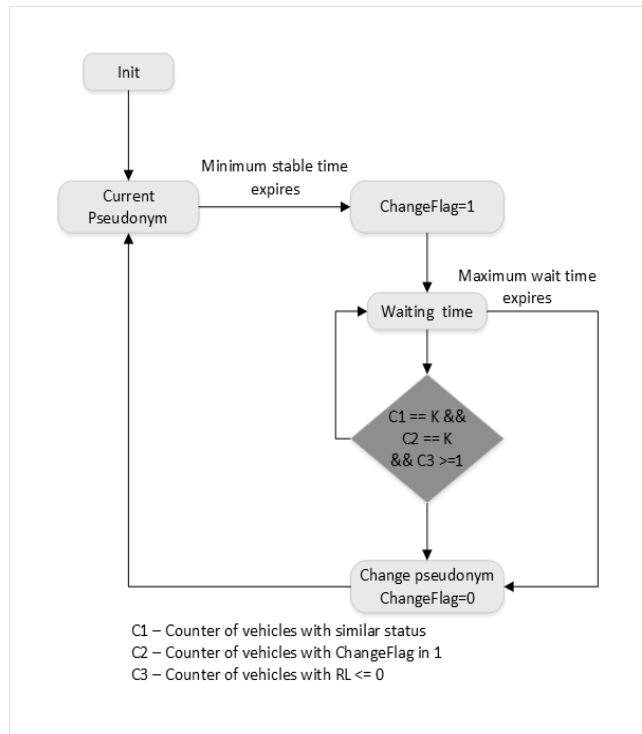 Init
Minimum stable time
expires
Current
Pseudonym
ChangeFlag=1
Maximum wait time
expires
Waiting time
C1 == K &&
C2 == K
&& C3 >=1
Change pseudonym
ChangeFlag=0
C1 – Counter of vehicles with similar status
C2 – Counter of vehicles with ChangeFlag in 1
C3 – Counter of vehicles with RL <= 0